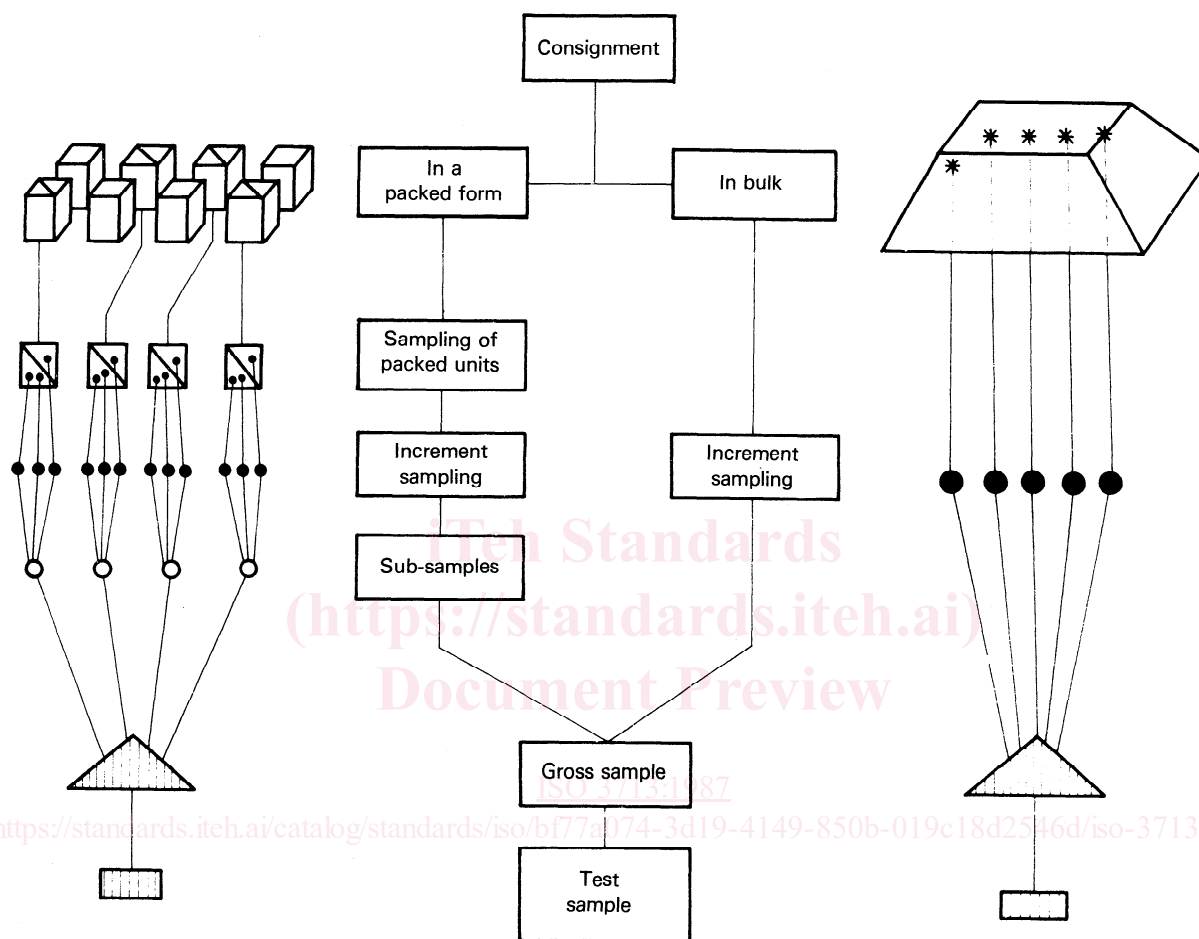 Consignment
In a
packed form
In bulk
Sampling of
packed units
Increment
sampling
Increment
sampling
Sub-samples
iTeh Standards
(https://standards.iteh.ai)
Document Preview
Gross sample
ISO 3713:1987
https://standards.iteh.ai/catalog/standards/iso/bf77a074-3d19-4149-850b-019c18d2546d/iso-3713
Test
sample